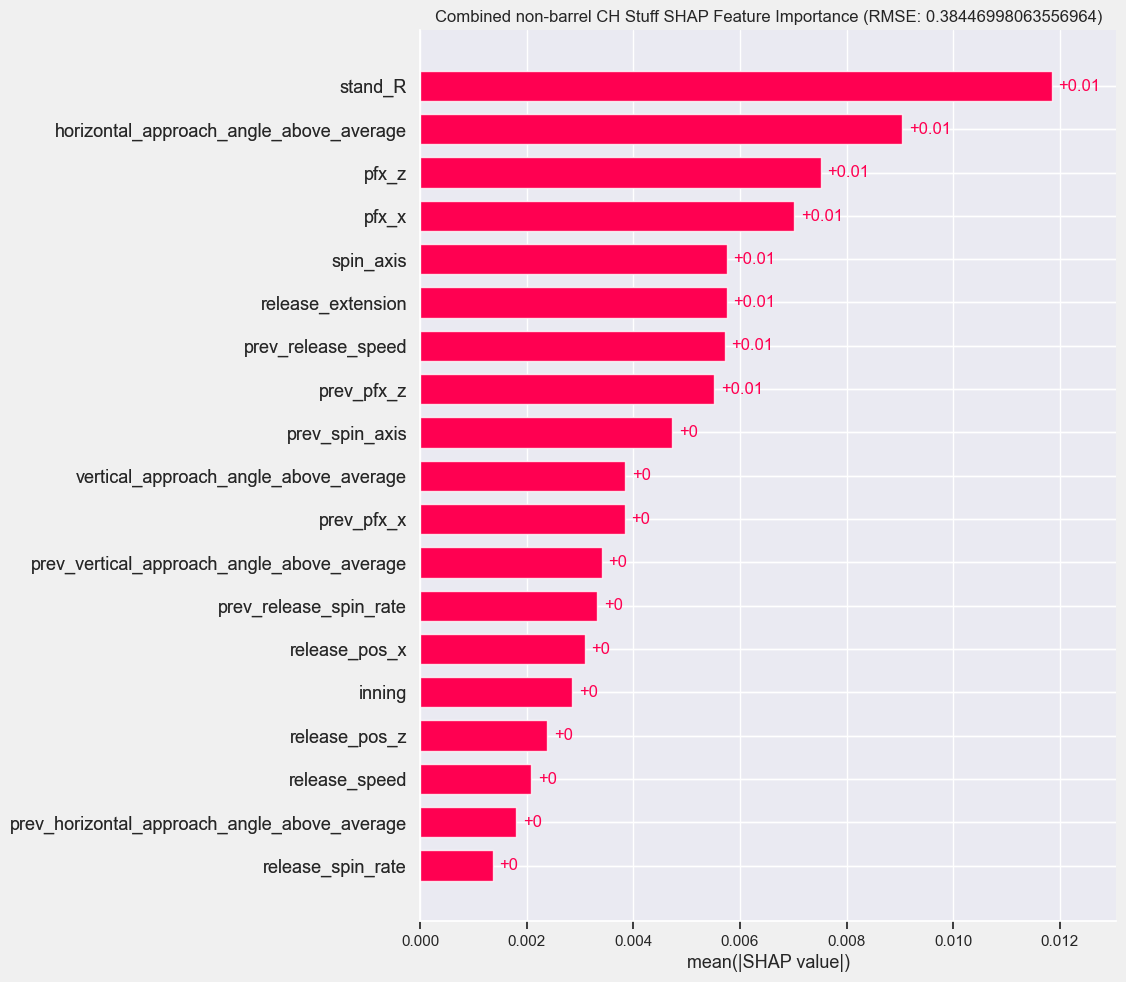 Combined non-barrel CH Stuff SHAP Feature Importance (RMSE: 0.38446998063556964)
stand_R +0.01
horizontal_approach_angle_above_average +0.01
pfx_z +0.01
pfx_x +0.01
spin_axis +0.01
release_extension +0.01
prev_release_speed +0.01
prev_pfx_z +0.01
prev_spin_axis +0
vertical_approach_angle_above_average +0
prev_pfx_x +0
prev_vertical_approach_angle_above_average +0
prev_release_spin_rate +0
release_pos_x +0
inning +0
release_pos_z +0
release_speed +0
prev_horizontal_approach_angle_above_average +0
release_spin_rate +0
0.000 0.002 0.004 0.006 0.008 0.010 0.012
mean(|SHAP value|)